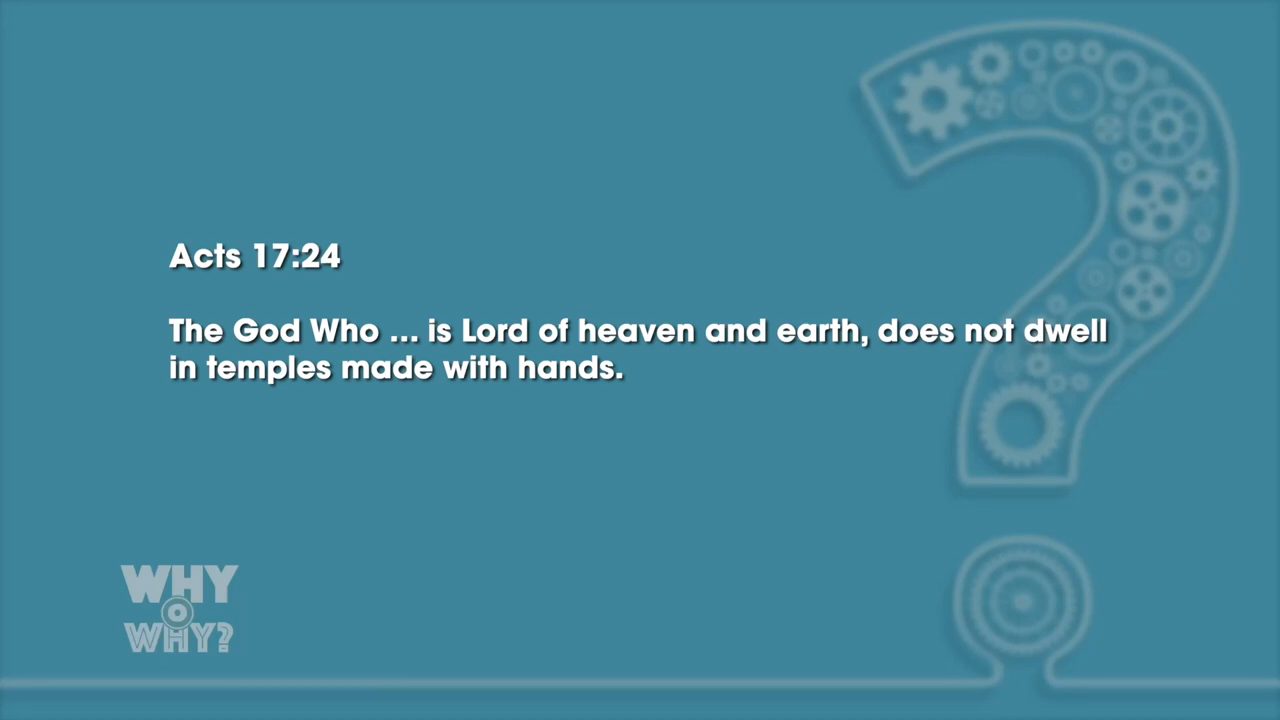 Acts 17:24
The God Who ... is Lord of heaven and earth, does not dwell
in temples made with hands.
WHY
O
WHY?